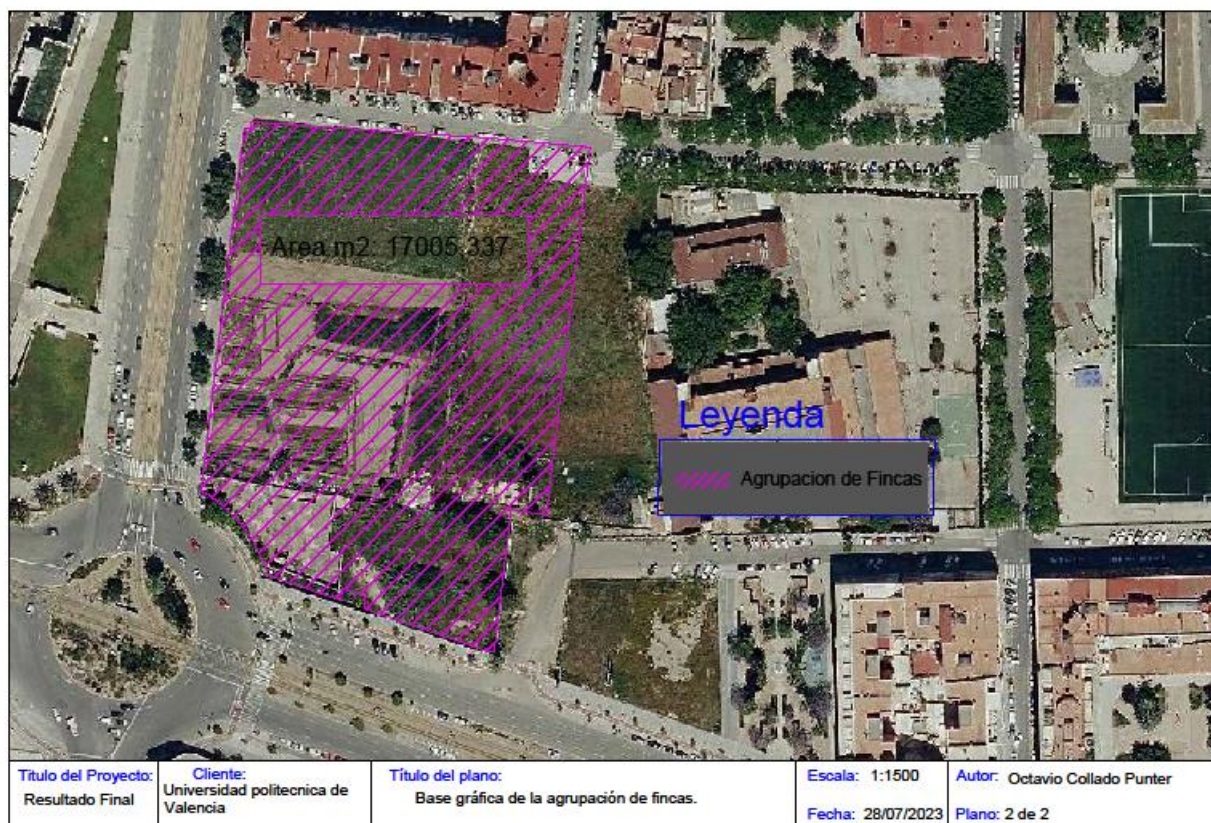 Area m2: 17005.337
Leyenda
Agrupacion de Fincas
Titulo del Proyecto:
Resultado Final
Cliente:
Universidad politecnica de
Valencia
Título del plano:
Base gráfica de la agrupación de fincas.
Escala: 1:1500
Fecha: 28/07/2023
Autor: Octavio Collado Punter
Plano: 2 de 2